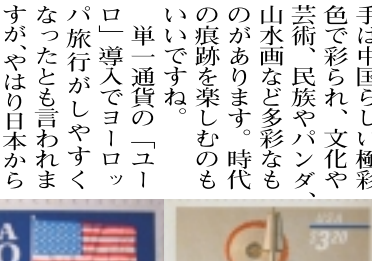 手は中国らしい極彩
色で彩られ、文化や
芸術、民族やパンダ、
山水画など多彩なも
のがあります。時代
の痕跡を楽しむのも
いいですね。
単一通貨の「ユー
ロ」導入でヨーロッ
パ旅行がしやすく
なったとも言われま
すが、やはり日本から
USA
$3.20